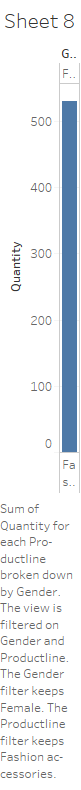 Sheet 8
G..
F..
500
400
300
200
100
0
Quantity
Fa
s..
Sum of
Quantity for
each Pro-
ductline
broken down
by Gender.
The view is
filtered on
Gender and
Productline.
The Gender
filter keeps
Female. The
Productline
filter keeps
Fashion ac-
cessories.